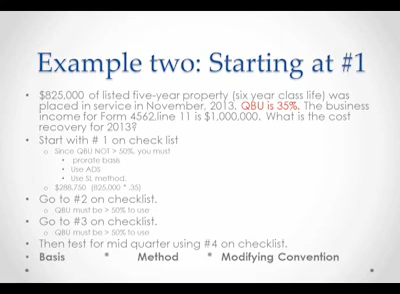 Example two: Starting at #1
• $825,000 of listed five-year property (six year class life) was
placed in service in November, 2013. QBU is 35%. The business
income for Form 4562,line 11 is $1,000,000. What is the cost
recovery for 2013?
• Start with # 1 on check list
○ Since QBU NOT > 50%, you must
• prorate basis
• Use ADS
• Use SL method.
○ $288,750 (825,000 * .35)
• Go to #2 on checklist.
○ QBU must be > 50% to use
• Go to #3 on checklist.
○ QBU must be > 50% to use
• Then test for mid quarter using #4 on checklist.
• Basis * Method * Modifying Convention